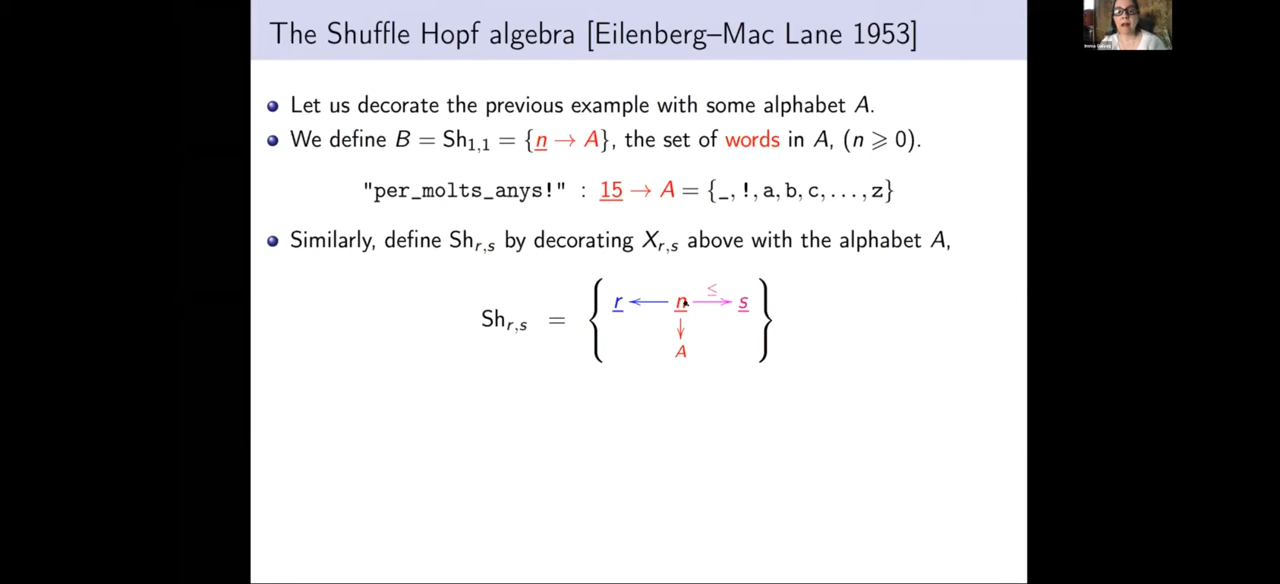 The Shuffle Hopf algebra [Eilenberg–Mac Lane 1953]
Let us decorate the previous example with some alphabet A.
We define B = Sh₁,₁ = {n → A}, the set of words in A, (n ⩾ 0).
"per_molts_anys!" : 15 → A = {_, !, a, b, c, ..., z}
Similarly, define Shᵣ,ₛ by decorating Xᵣ,ₛ above with the alphabet A,
≤
Shᵣ,ₛ = { r ← n → s }
↓
A